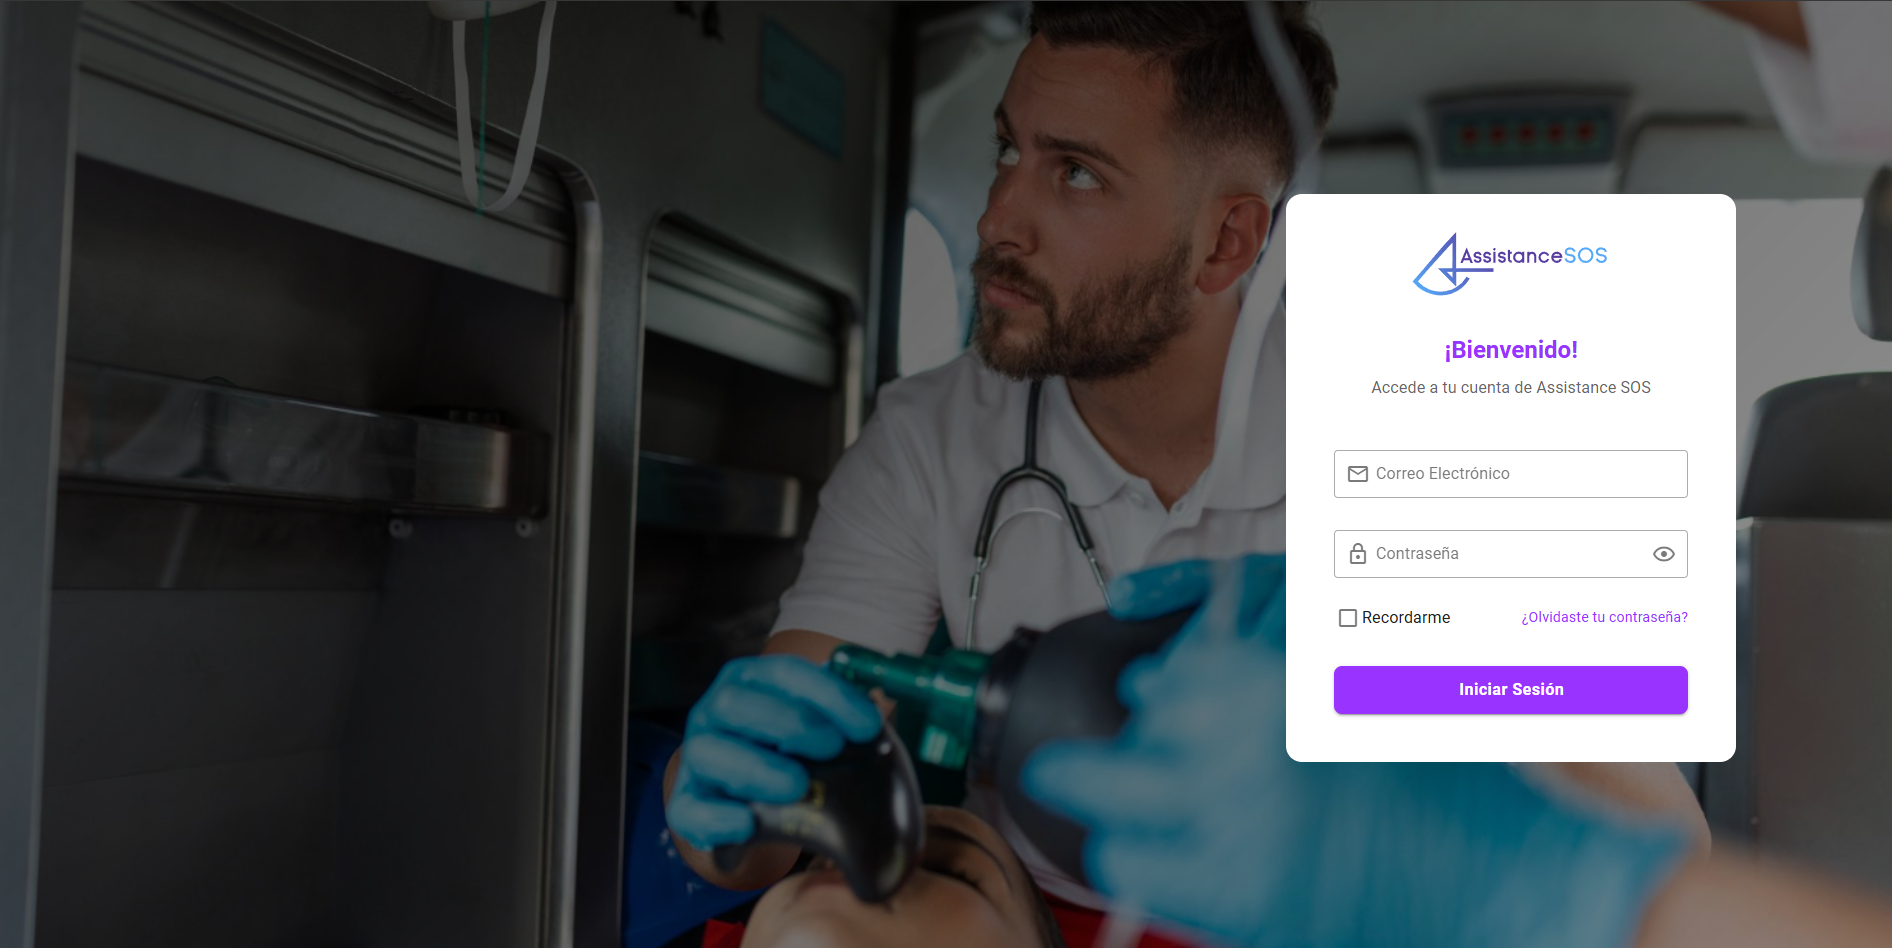 AssistanceSOS
¡Bienvenido!
Accede a tu cuenta de Assistance SOS
Correo Electrónico
Contraseña
Recordarme
¿Olvidaste tu contraseña?
Iniciar Sesión